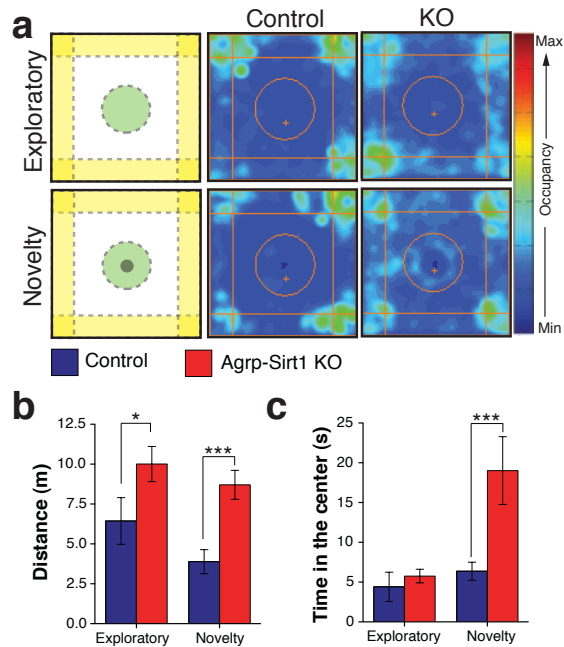 a
Control
KO
Exploratory
Novelty
Max
Occupancy
Min
Control
Agrp-Sirt1 KO
b
Distance (m)
12.5
10.0
7.5
5.0
2.5
0
*
***
Exploratory
Novelty
c
Time in the center (s)
25
20
15
10
5
0
***
Exploratory
Novelty